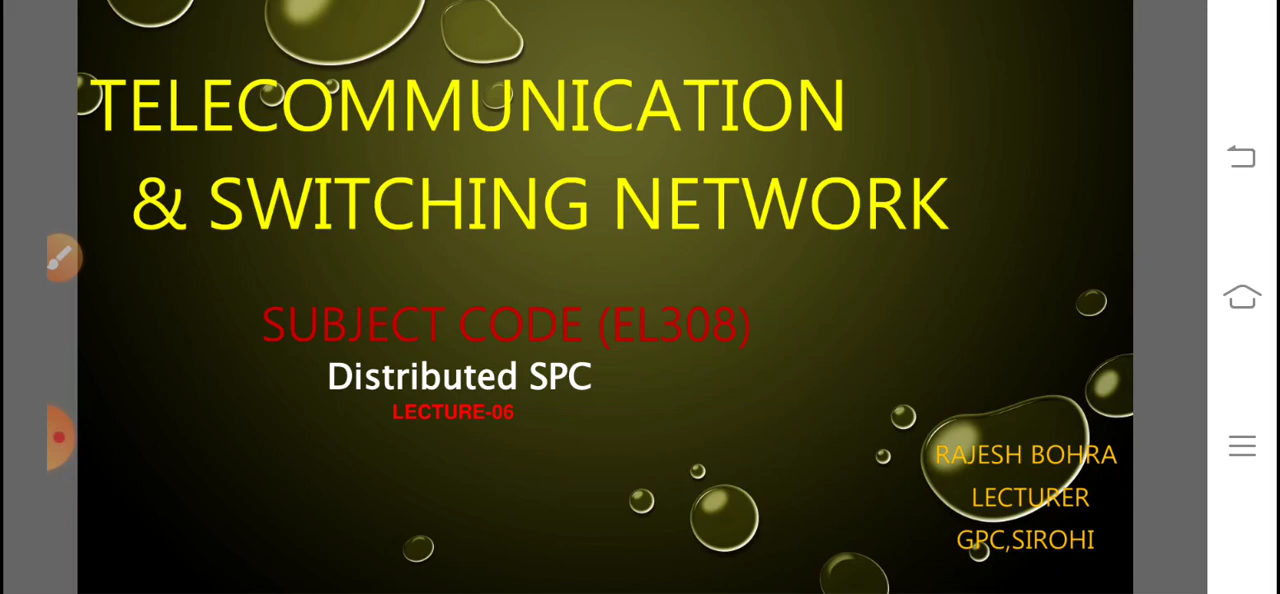 TELECOMMUNICATION
& SWITCHING NETWORK
SUBJECT CODE (EL308)
Distributed SPC
LECTURE-06
RAJESH BOHRA
LECTURER
GPC,SIROHI